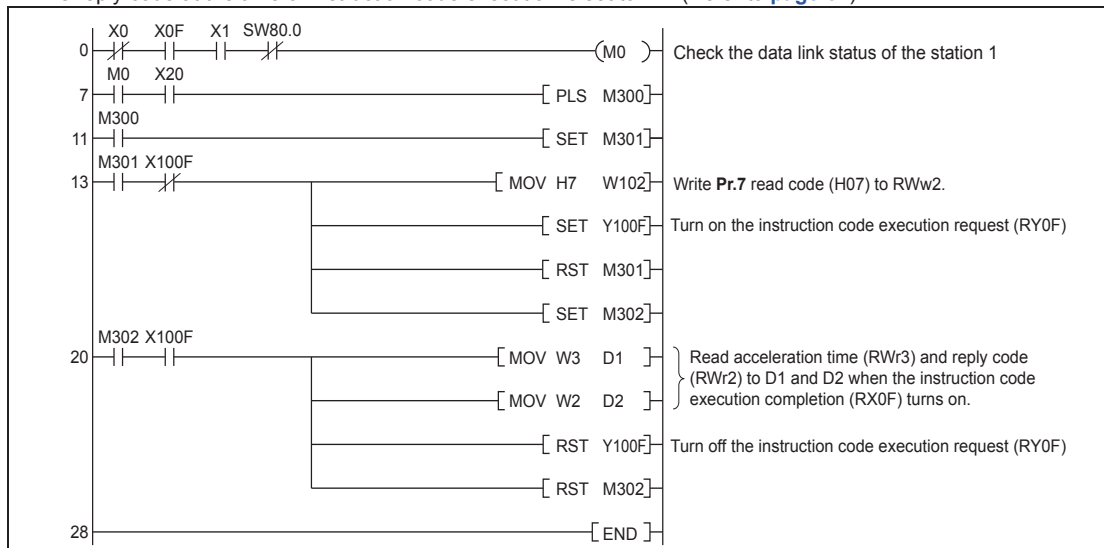 X0 X0F X1 SW80.0
0 (M0 ) Check the data link status of the station 1
M0 X20
7 [ PLS M300]
M300
11 [ SET M301]
M301 X100F
13 [ MOV H7 W102] Write Pr.7 read code (H07) to RWw2.
[ SET Y100F] Turn on the instruction code execution request (RY0F)
[ RST M301]
[ SET M302]
M302 X100F
20 [ MOV W3 D1 ] Read acceleration time (RWr3) and reply code
(RWr2) to D1 and D2 when the instruction code
[ MOV W2 D2 ] execution completion (RX0F) turns on.
[ RST Y100F] Turn off the instruction code execution request (RY0F)
[ RST M302]
28 [ END ]